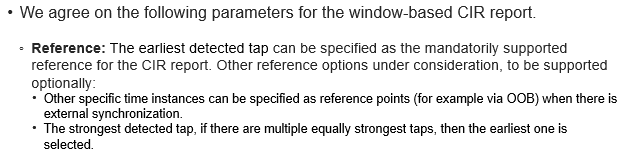 • We agree on the following parameters for the window-based CIR report.
◦ Reference: The earliest detected tap can be specified as the mandatorily supported
reference for the CIR report. Other reference options under consideration, to be supported
optionally:
• Other specific time instances can be specified as reference points (for example via OOB) when there is
external synchronization.
• The strongest detected tap, if there are multiple equally strongest taps, then the earliest one is
selected.